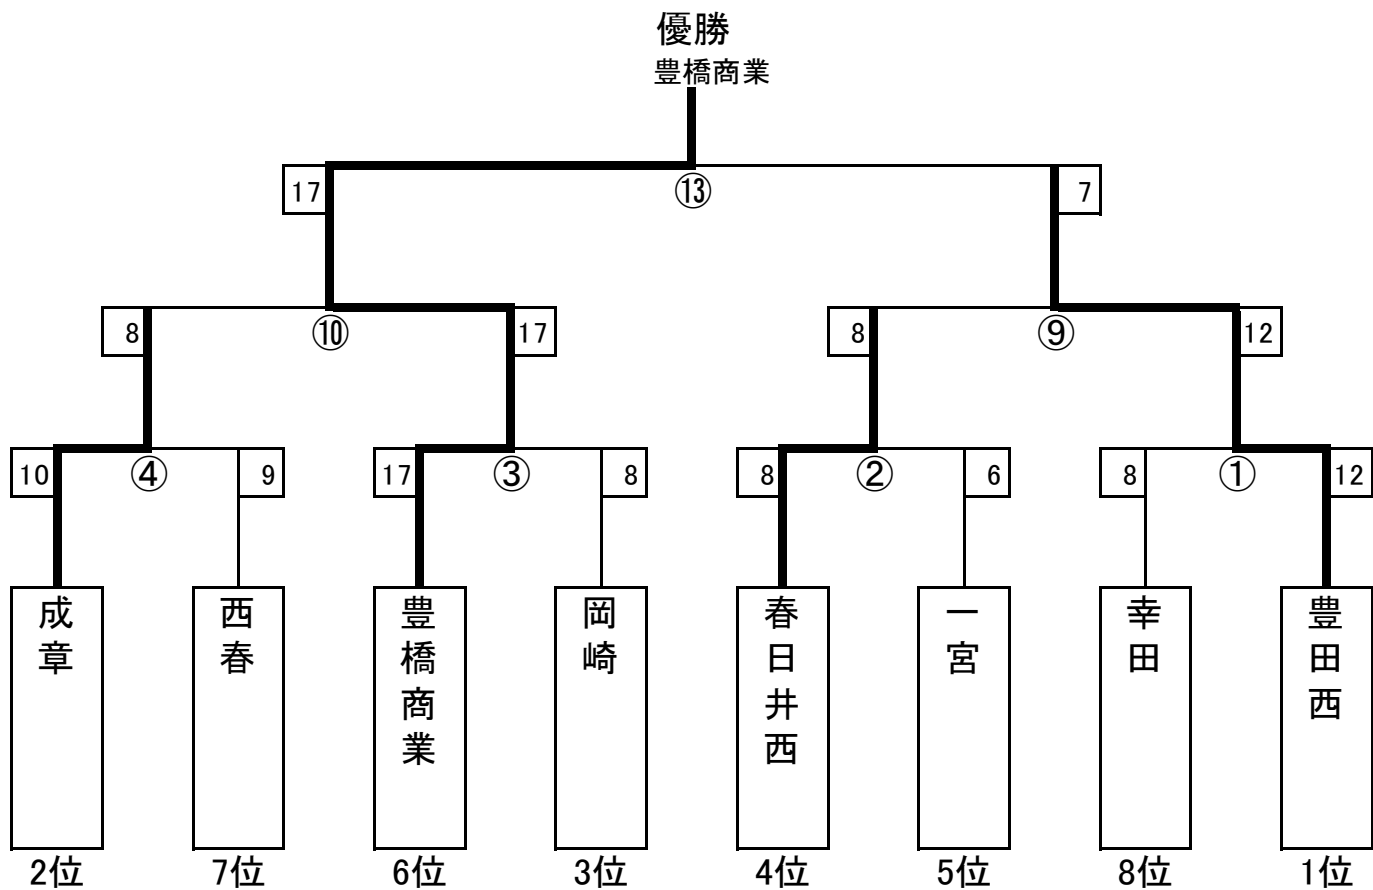 優勝
豊橋商業
17
⑬
7
8
⑩
17
8
⑨
12
10
④
9
17
③
8
8
②
6
8
①
12
成章
西春
豊橋商業
岡崎
春日井西
一宮
幸田
豊田西
2位
7位
6位
3位
4位
5位
8位
1位